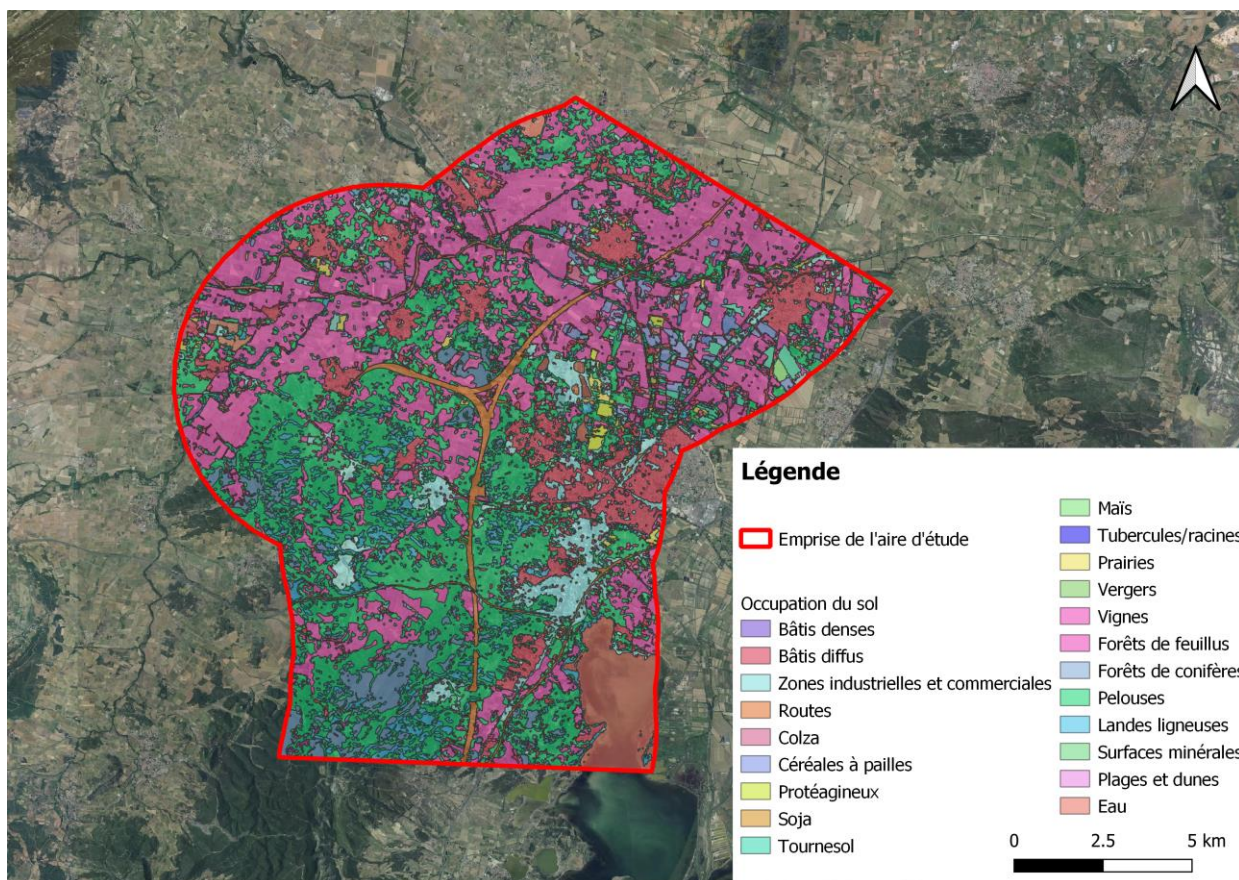 Légende
Emprise de l'aire d'étude
Occupation du sol
Bâtis denses
Bâtis diffus
Zones industrielles et commerciales
Routes
Colza
Céréales à pailles
Protéagineux
Soja
Tournesol
Maïs
Tubercules/racines
Prairies
Vergers
Vignes
Forêts de feuillus
Forêts de conifères
Pelouses
Landes ligneuses
Surfaces minérales
Plages et dunes
Eau
0 2.5 5 km